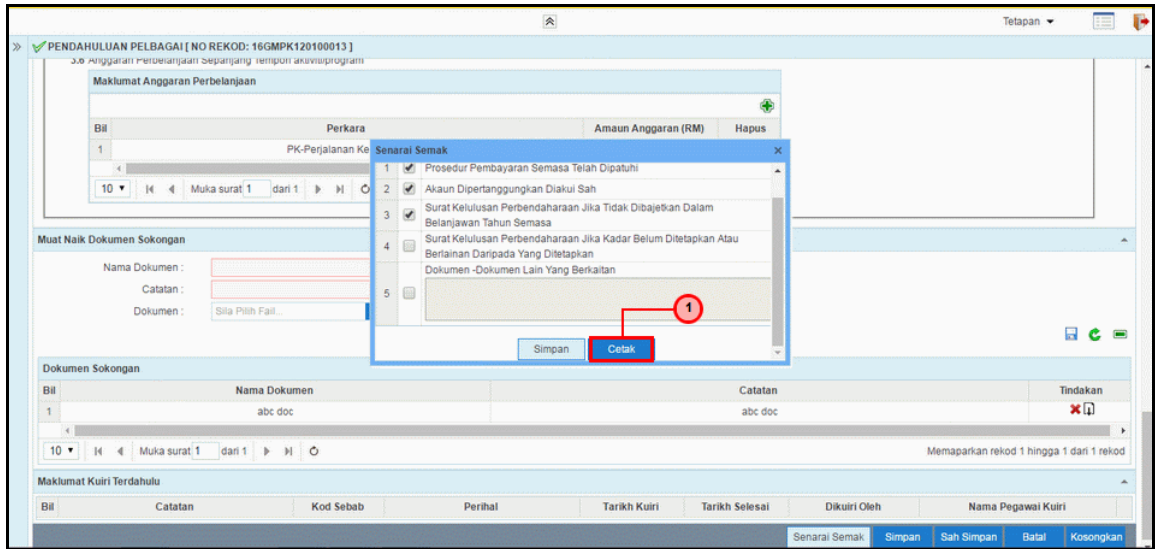 Tetapan
PENDAHULUAN PELBAGAI [ NO REKOD: 16GMPK120100013 ]
3.6 Anggaran Perbelanjaan Sepanjang Tempoh aktiviti/program
Maklumat Anggaran Perbelanjaan
Bil Perkara Amaun Anggaran (RM) Hapus
1 PK-Perjalanan Ke
10 Muka surat 1 dari 1
Senarai Semak ×
1 Prosedur Pembayaran Semasa Telah Dipatuhi
2 Akaun Dipertanggungkan Diakui Sah
3 Surat Kelulusan Perbendaharaan Jika Tidak Dibajetkan Dalam
Belanjawan Tahun Semasa
4 Surat Kelulusan Perbendaharaan Jika Kadar Belum Ditetapkan Atau
Berlainan Daripada Yang Ditetapkan
Dokumen -Dokumen Lain Yang Berkaitan
5
1
Simpan Cetak
Muat Naik Dokumen Sokongan
Nama Dokumen :
Catatan :
Dokumen : Sila Pilih Fail...
Dokumen Sokongan
Bil Nama Dokumen Catatan Tindakan
1 abc doc abc doc
10 Muka surat 1 dari 1 Memaparkan rekod 1 hingga 1 dari 1 rekod
Maklumat Kuiri Terdahulu
Bil Catatan Kod Sebab Perihal Tarikh Kuiri Tarikh Selesai Dikuiri Oleh Nama Pegawai Kuiri
Senarai Semak Simpan Sah Simpan Batal Kosongkan